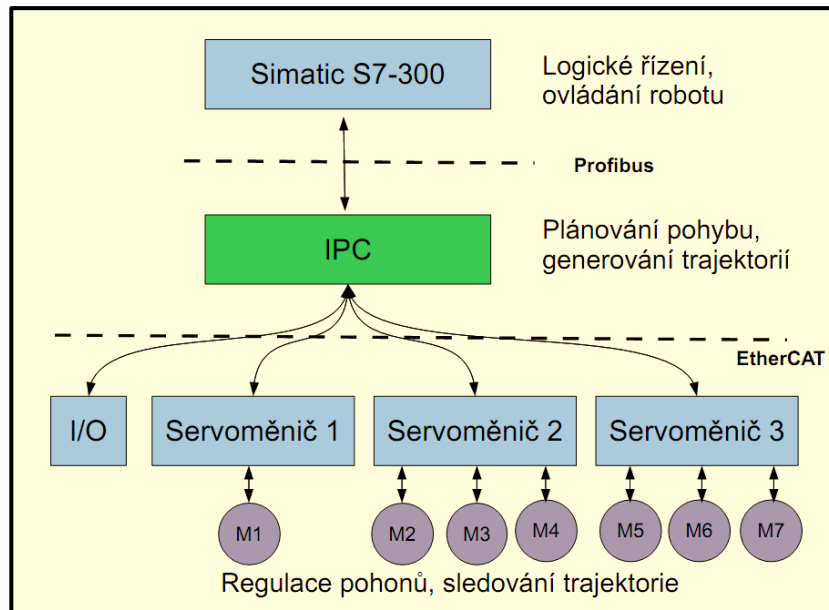 Simatic S7-300
Logické řízení,
ovládání robotu
Profibus
IPC
Plánování pohybu,
generování trajektorií
EtherCAT
I/O
Servoměnič 1
Servoměnič 2
Servoměnič 3
M1
M2
M3
M4
M5
M6
M7
Regulace pohonů, sledování trajektorie